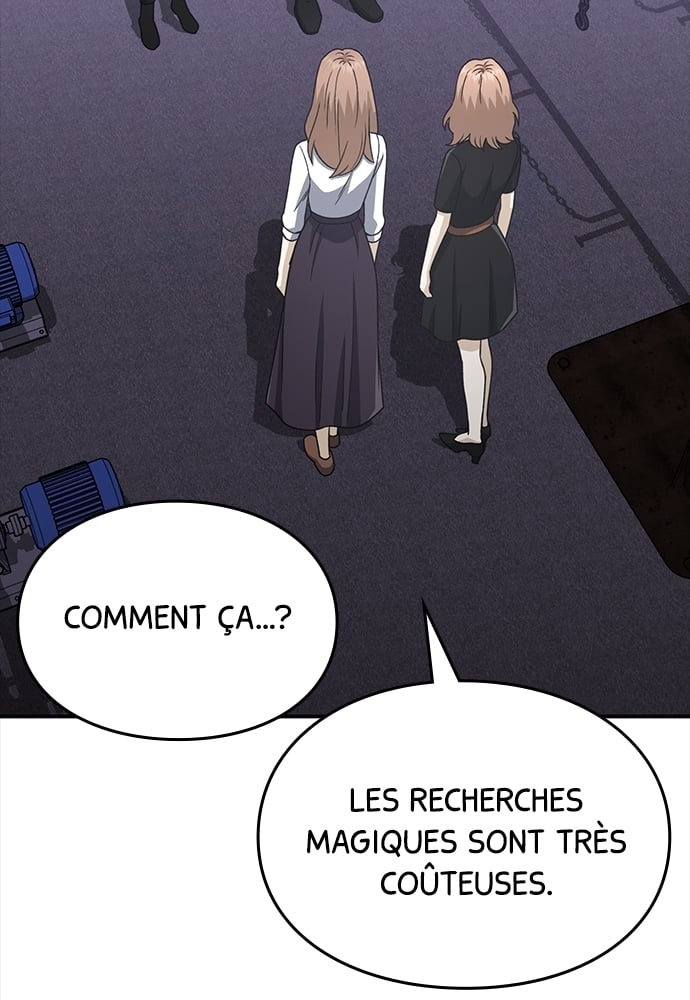 COMMENT ÇA...?
LES RECHERCHES
MAGIQUES SONT TRÈS
COÛTEUSES.